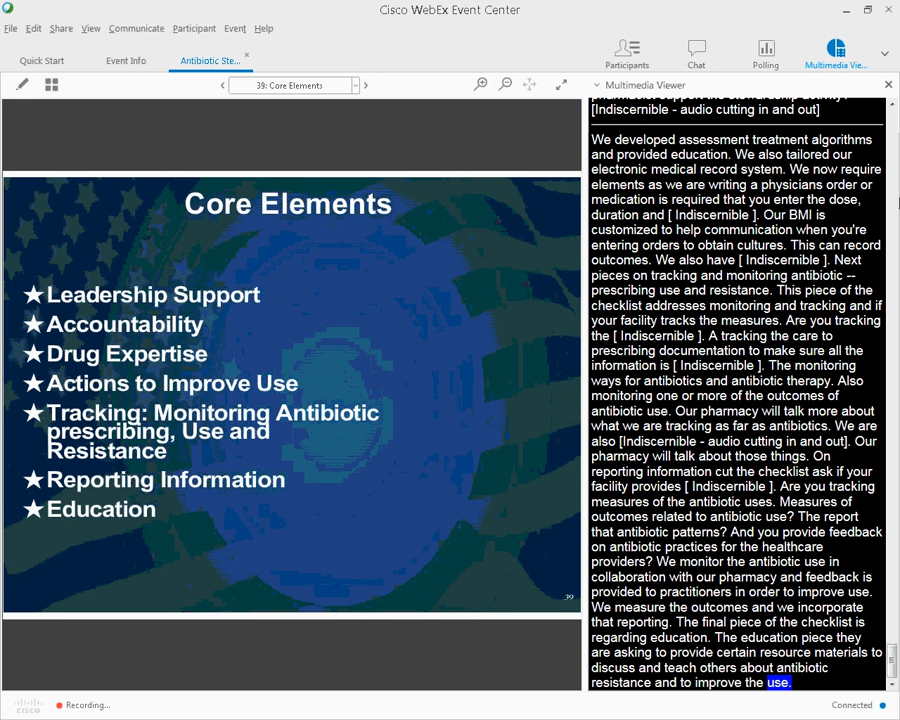 Cisco WebEx Event Center
File Edit Share View Communicate Participant Event Help
Quick Start Event Info Antibiotic Ste...
Participants Chat Polling Multimedia Vie...
39: Core Elements
Multimedia Viewer
Core Elements
★Leadership Support
★Accountability
★Drug Expertise
★Actions to Improve Use
★Tracking: Monitoring Antibiotic
prescribing, Use and
Resistance
★Reporting Information
★Education
39
[Indiscernible - audio cutting in and out]
We developed assessment treatment algorithms
and provided education. We also tailored our
electronic medical record system. We now require
elements as we are writing a physicians order or
medication is required that you enter the dose,
duration and [ Indiscernible ]. Our BMI is
customized to help communication when you're
entering orders to obtain cultures. This can record
outcomes. We also have [ Indiscernible ]. Next
pieces on tracking and monitoring antibiotic --
prescribing use and resistance. This piece of the
checklist addresses monitoring and tracking and if
your facility tracks the measures. Are you tracking
the [ Indiscernible ]. A tracking the care to
prescribing documentation to make sure all the
information is [ Indiscernible ]. The monitoring
ways for antibiotics and antibiotic therapy. Also
monitoring one or more of the outcomes of
antibiotic use. Our pharmacy will talk more about
what we are tracking as far as antibiotics. We are
also [Indiscernible - audio cutting in and out]. Our
pharmacy will talk about those things. On
reporting information cut the checklist ask if your
facility provides [ Indiscernible ]. Are you tracking
measures of the antibiotic uses. Measures of
outcomes related to antibiotic use? The report
that antibiotic patterns? And you provide feedback
on antibiotic practices for the healthcare
providers? We monitor the antibiotic use in
collaboration with our pharmacy and feedback is
provided to practitioners in order to improve use.
We measure the outcomes and we incorporate
that reporting. The final piece of the checklist is
regarding education. The education piece they
are asking to provide certain resource materials to
discuss and teach others about antibiotic
resistance and to improve the use.
cisco Recording... Connected